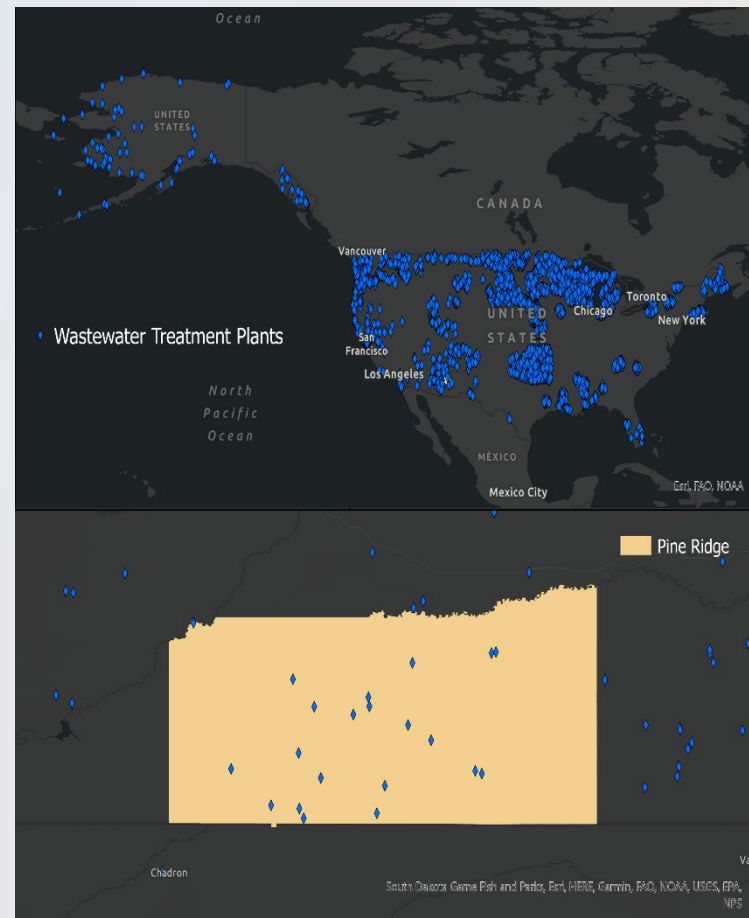 Ocean
UNITED
STATES
CANADA
Vancouver
Toronto
Chicago
New York
UNITED
STATES
Wastewater Treatment Plants
San
Francisco
Los Angeles
North
Pacific
Ocean
MÉXICO
Mexico City
Esri, FAO, NOAA
Pine Ridge
Chadron
Va
South Dakota Game Fish and Parks, Esri, HERE, Garmin, FAO, NOAA, USGS, EPA,
NPS